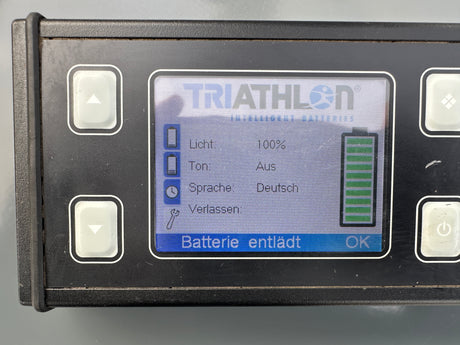 TRIATHLON®
INTELLIGENT BATTERIES
Licht: 100%
Ton: Aus
Sprache: Deutsch
Verlassen:
Batterie entlädt OK